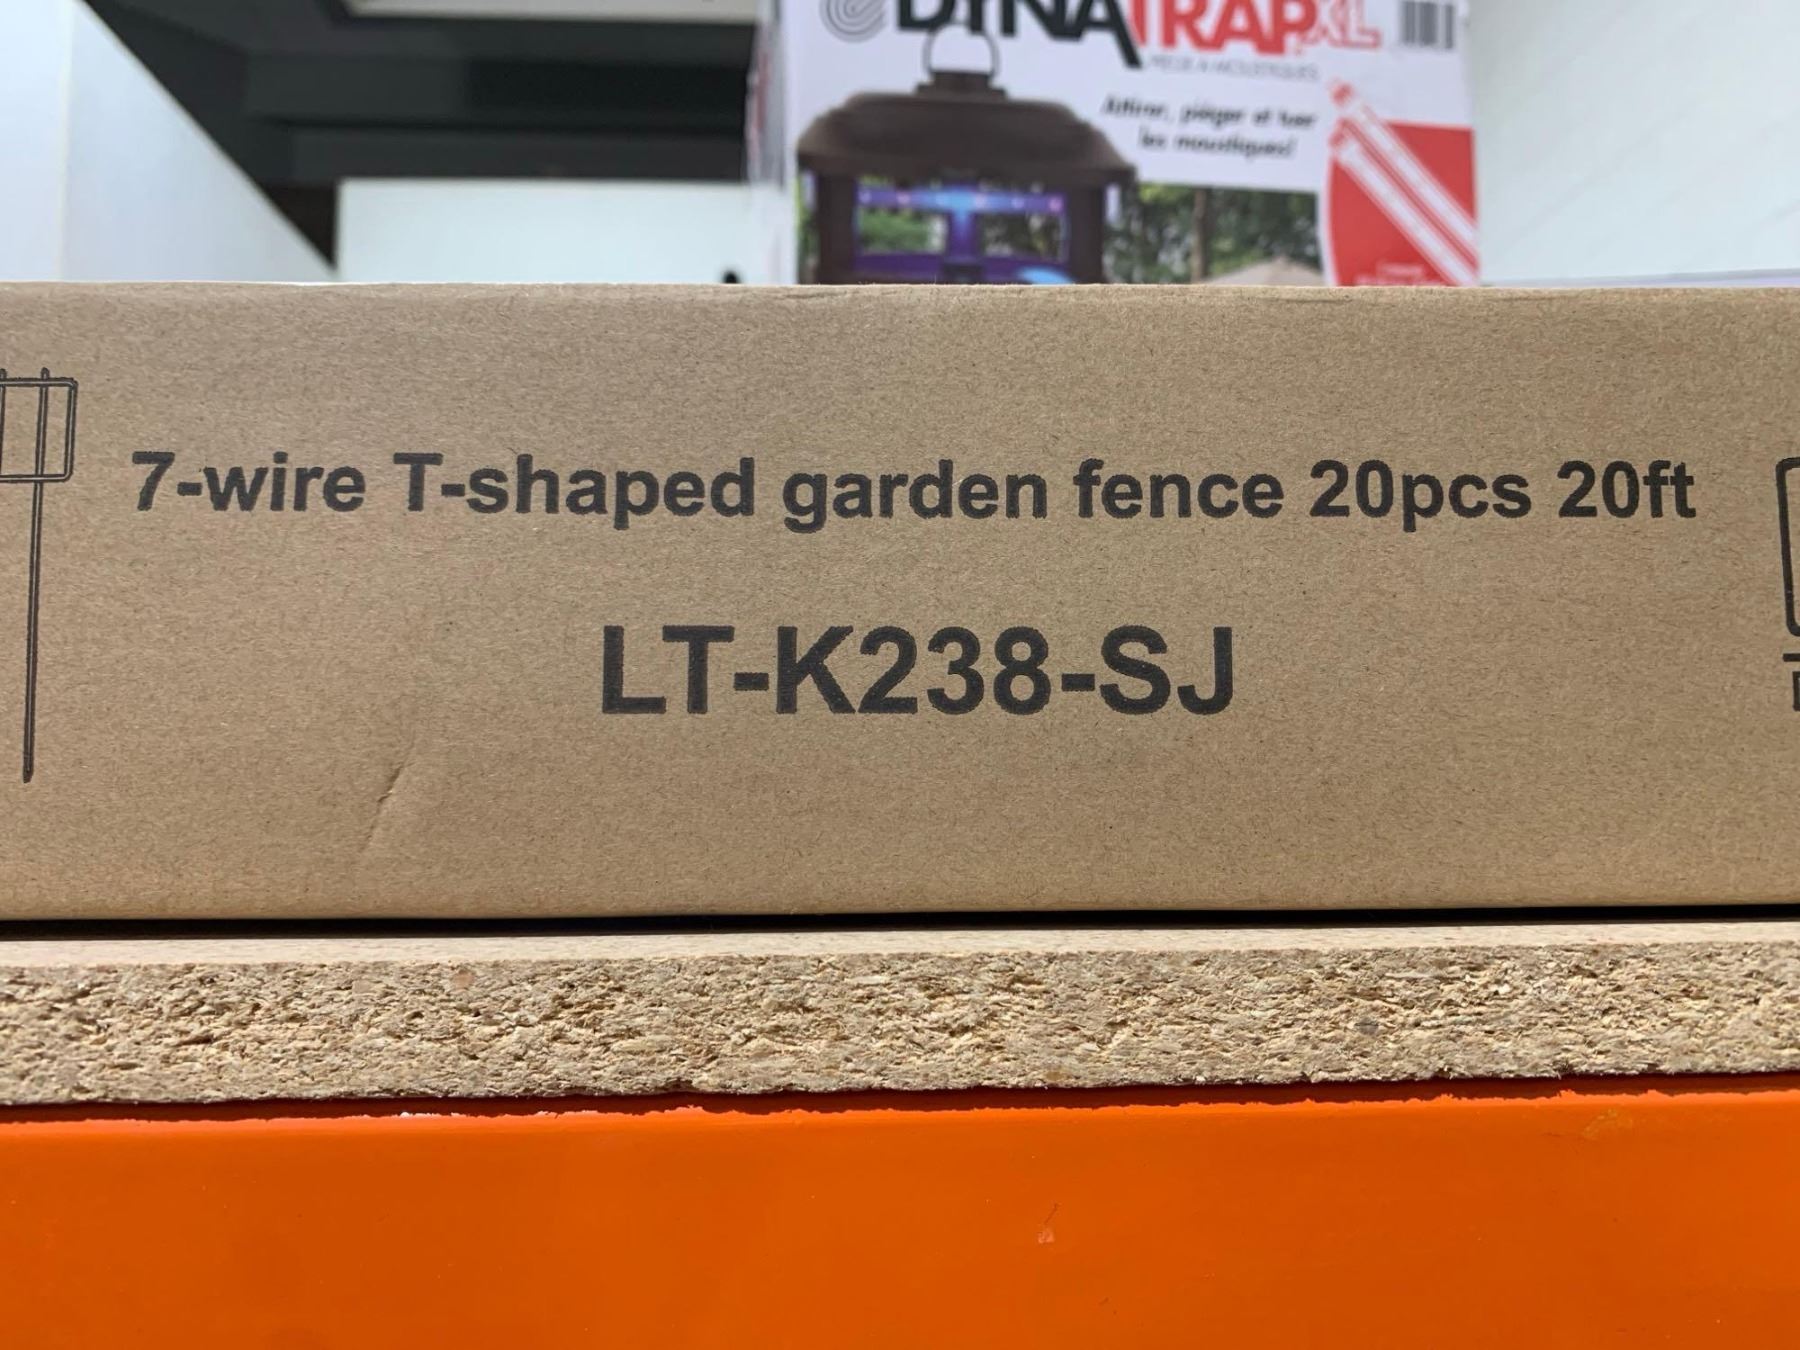 DYNATRAP XL
Attirer, piéger et tuer
les moustiques!
7-wire T-shaped garden fence 20pcs 20ft
LT-K238-SJ